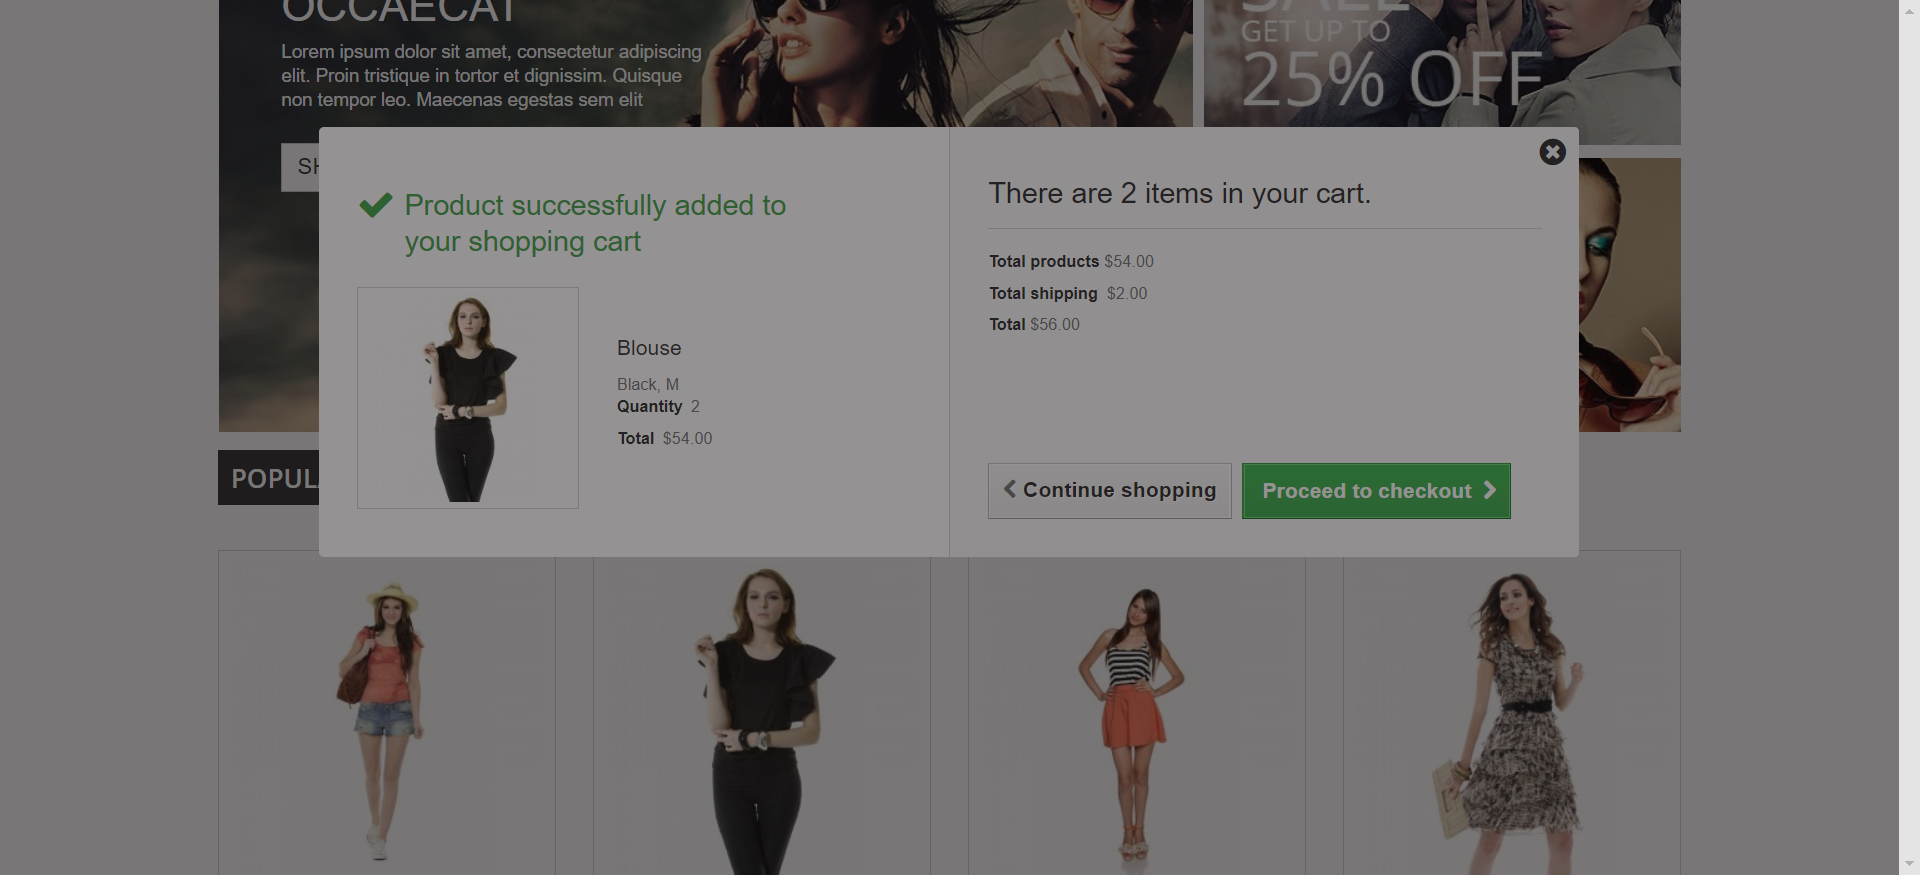 OCCAECAT
Lorem ipsum dolor sit amet, consectetur adipiscing
elit. Proin tristique in tortor et dignissim. Quisque
non tempor leo. Maecenas egestas sem elit
SH
SALE
GET UP TO
25% OFF
Product successfully added to
your shopping cart
Blouse
Black, M
Quantity 2
Total $54.00
There are 2 items in your cart.
Total products $54.00
Total shipping $2.00
Total $56.00
Continue shopping
Proceed to checkout
POPULA